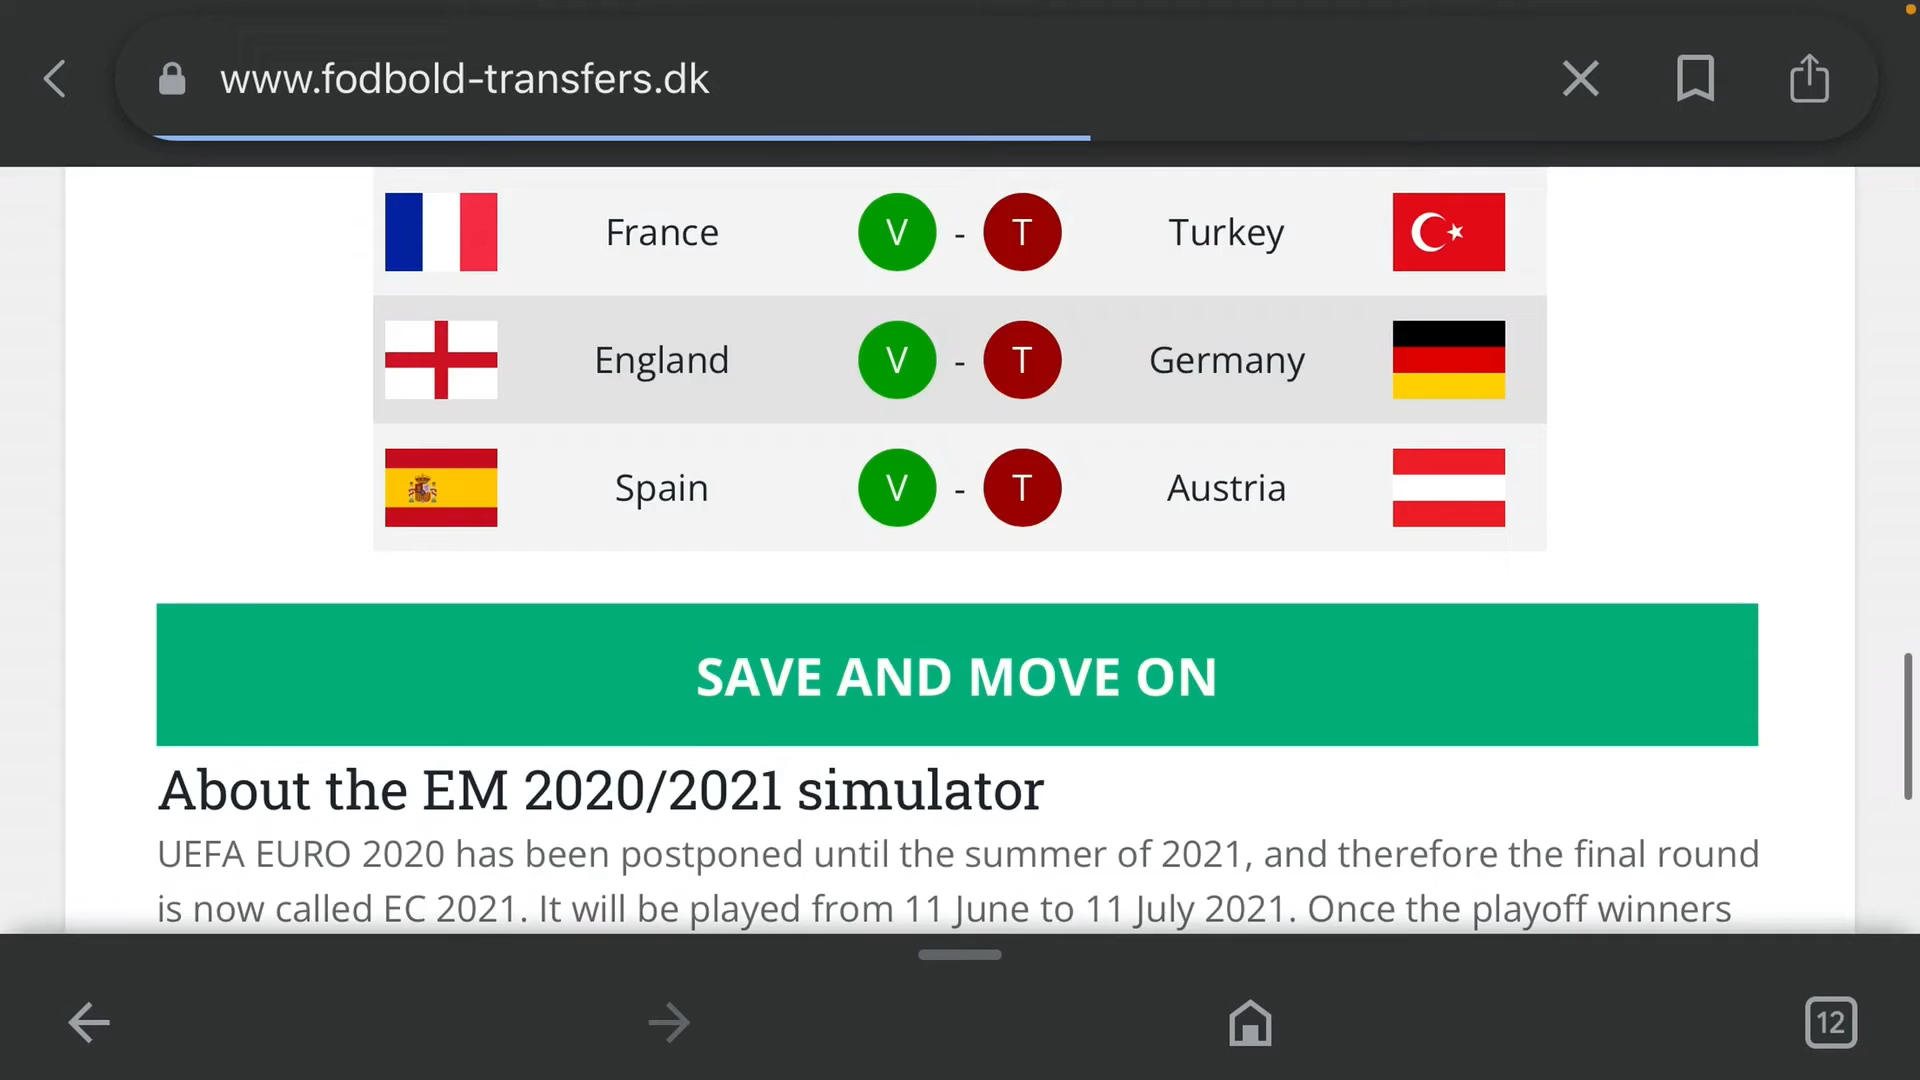 www.fodbold-transfers.dk
France V - T Turkey
England V - T Germany
Spain V - T Austria
SAVE AND MOVE ON
About the EM 2020/2021 simulator
UEFA EURO 2020 has been postponed until the summer of 2021, and therefore the final round
is now called EC 2021. It will be played from 11 June to 11 July 2021. Once the playoff winners
12